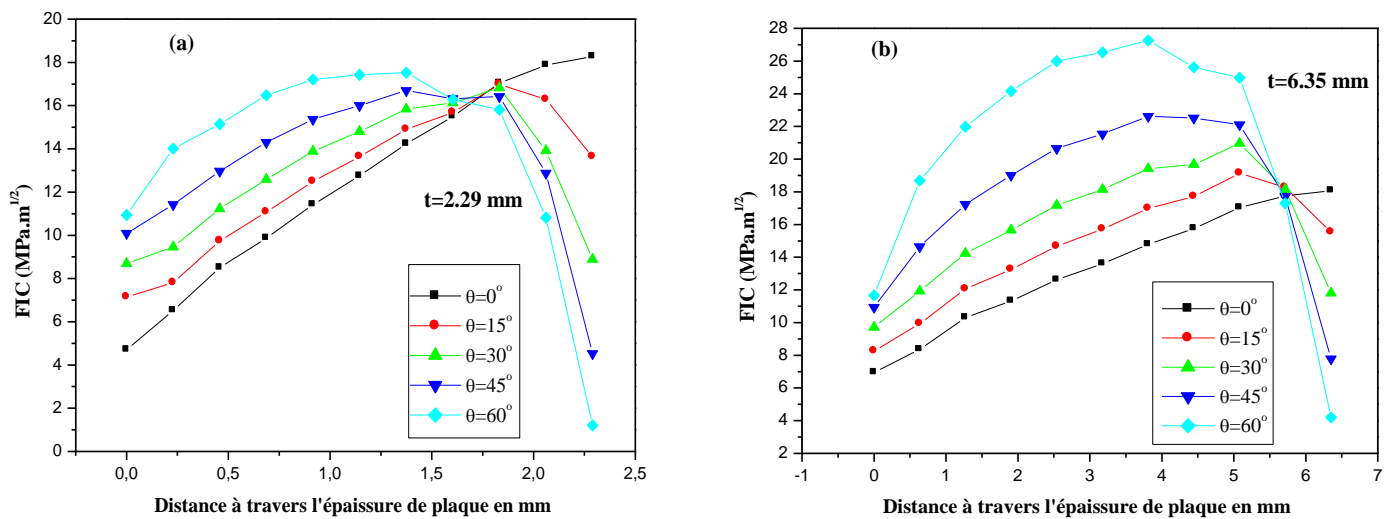 (a)
20
18
16
14
12
10
8
6
4
2
0
FIC (MPa.m^1/2)
t=2.29 mm
θ=0°
θ=15°
θ=30°
θ=45°
θ=60°
0,0 0,5 1,0 1,5 2,0 2,5
Distance à travers l'épaissure de plaque en mm
(b)
28
26
24
22
20
18
16
14
12
10
8
6
4
2
FIC (MPa.m^1/2)
t=6.35 mm
θ=0°
θ=15°
θ=30°
θ=45°
θ=60°
-1 0 1 2 3 4 5 6 7
Distance à travers l'épaissure de plaque en mm